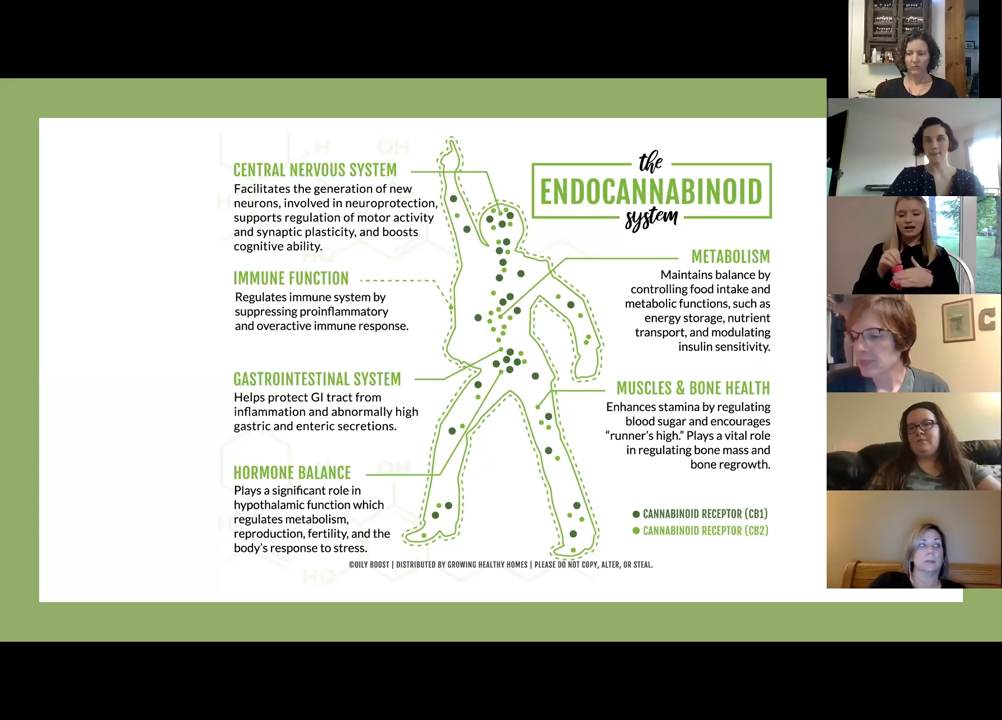 CENTRAL NERVOUS SYSTEM
Facilitates the generation of new
neurons, involved in neuroprotection,
supports regulation of motor activity
and synaptic plasticity, and boosts
cognitive ability.
IMMUNE FUNCTION
Regulates immune system by
suppressing proinflammatory
and overactive immune response.
GASTROINTESTINAL SYSTEM
Helps protect GI tract from
inflammation and abnormally high
gastric and enteric secretions.
HORMONE BALANCE
Plays a significant role in
hypothalamic function which
regulates metabolism,
reproduction, fertility, and the
body's response to stress.
the
ENDOCANNABINOID
system
METABOLISM
Maintains balance by
controlling food intake and
metabolic functions, such as
energy storage, nutrient
transport, and modulating
insulin sensitivity.
MUSCLES & BONE HEALTH
Enhances stamina by regulating
blood sugar and encourages
“runner's high.” Plays a vital role
in regulating bone mass and
bone regrowth.
CANNABINOID RECEPTOR (CB1)
CANNABINOID RECEPTOR (CB2)
©OILY BOOST | DISTRIBUTED BY GROWING HEALTHY HOMES | PLEASE DO NOT COPY, ALTER, OR STEAL.
H
OH
OH
HO
HO
C